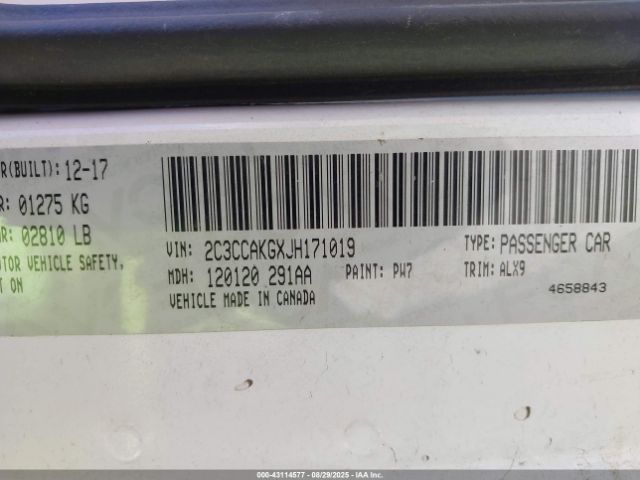 R(BUILT): 12-17
R: 01275 KG
R: 02810 LB
TOR VEHICLE SAFETY,
T ON
VIN: 2C3CCAKGXJH171019
TYPE: PASSENGER CAR
MDH: 120120 291AA
PAINT: PW7
TRIM: ALX9
VEHICLE MADE IN CANADA
4658843
000-43114577 - 08/29/2025 - IAA Inc.